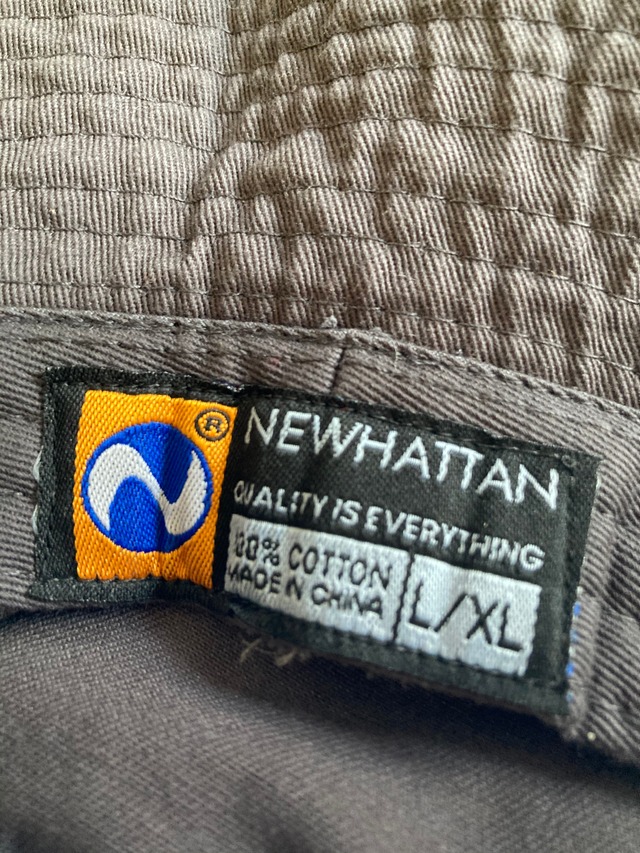 ®
NEWHATTAN
QUALITY IS EVERYTHING
COTTON
MADE IN CHINA
L/XL